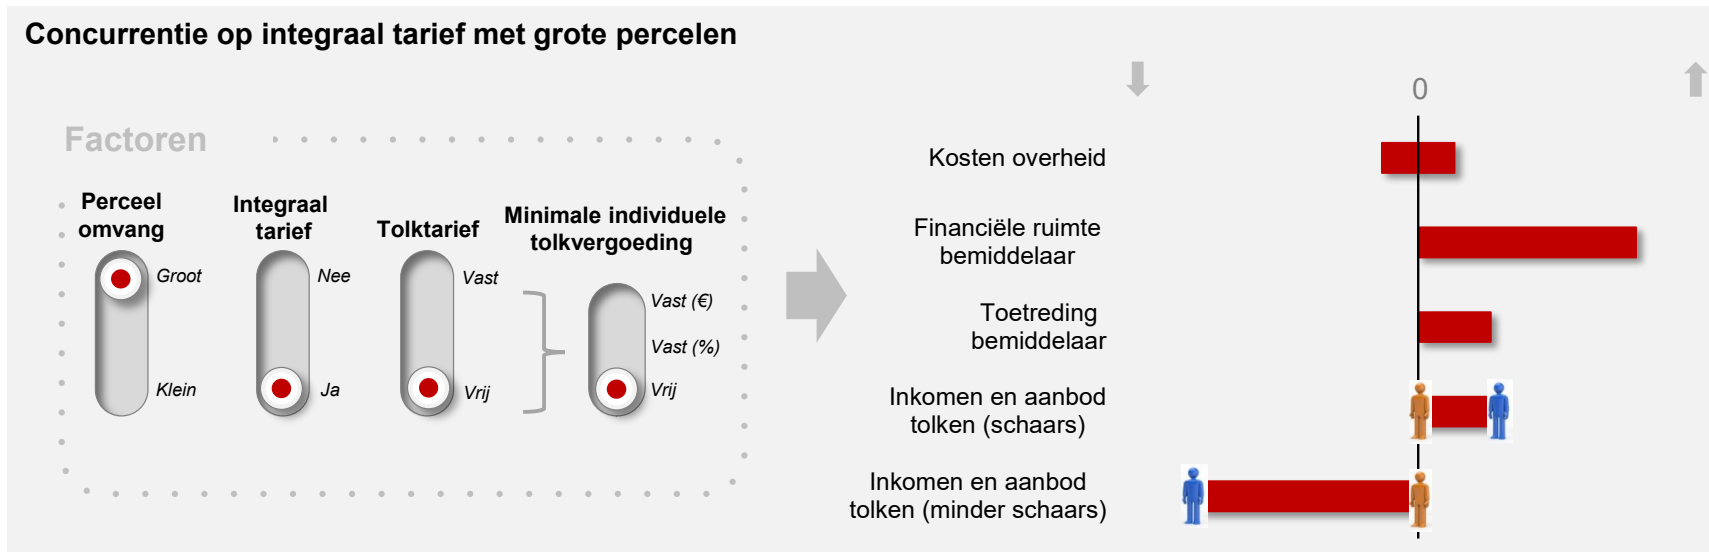 Concurrentie op integraal tarief met grote percelen
0
Factoren
Perceel
omvang
Groot
Klein
Integraal
tarief
Nee
Ja
Tolktarief
Vast
Vrij
Minimale individuele
tolkvergoeding
Vast (€)
Vast (%)
Vrij
Kosten overheid
Financiële ruimte
bemiddelaar
Toetreding
bemiddelaar
Inkomen en aanbod
tolken (schaars)
Inkomen en aanbod
tolken (minder schaars)